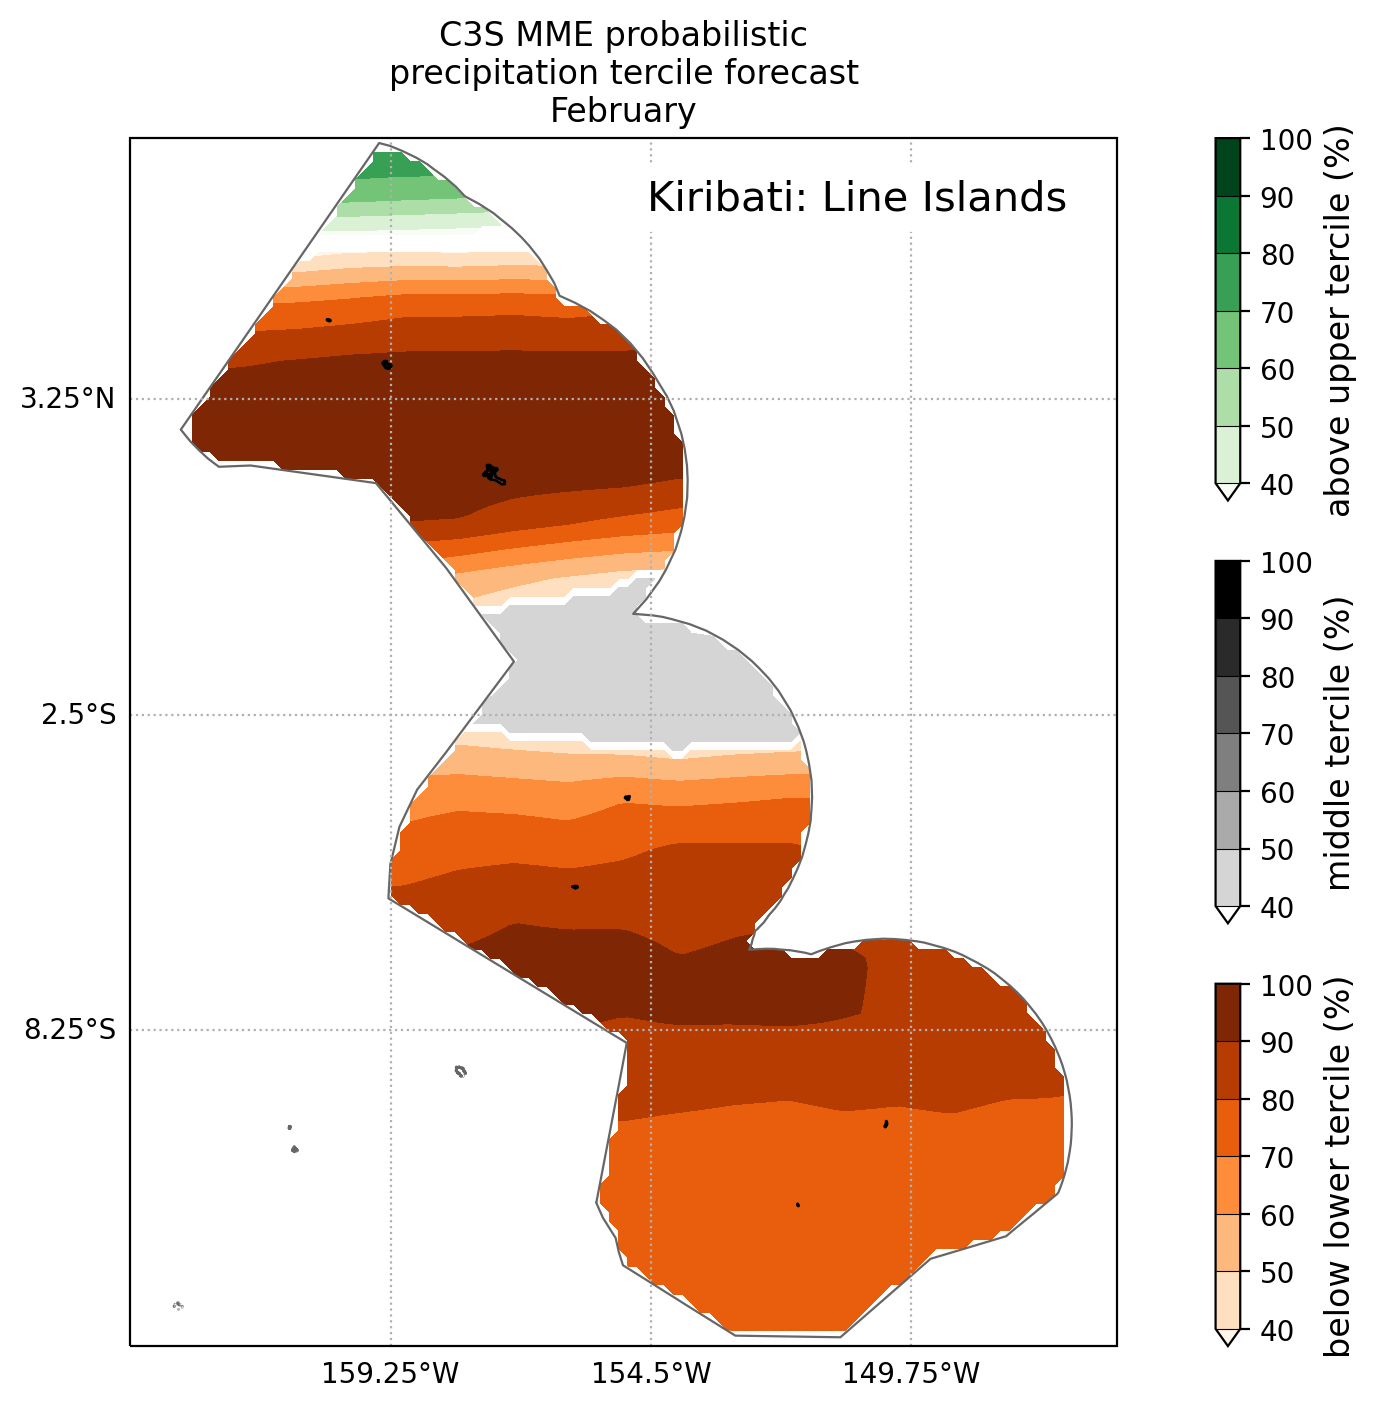 C3S MME probabilistic
precipitation tercile forecast
February
Kiribati: Line Islands
3.25°N
2.5°S
8.25°S
159.25°W
154.5°W
149.75°W
100
90
80
70
60
50
40
above upper tercile (%)
100
90
80
70
60
50
40
middle tercile (%)
100
90
80
70
60
50
40
below lower tercile (%)